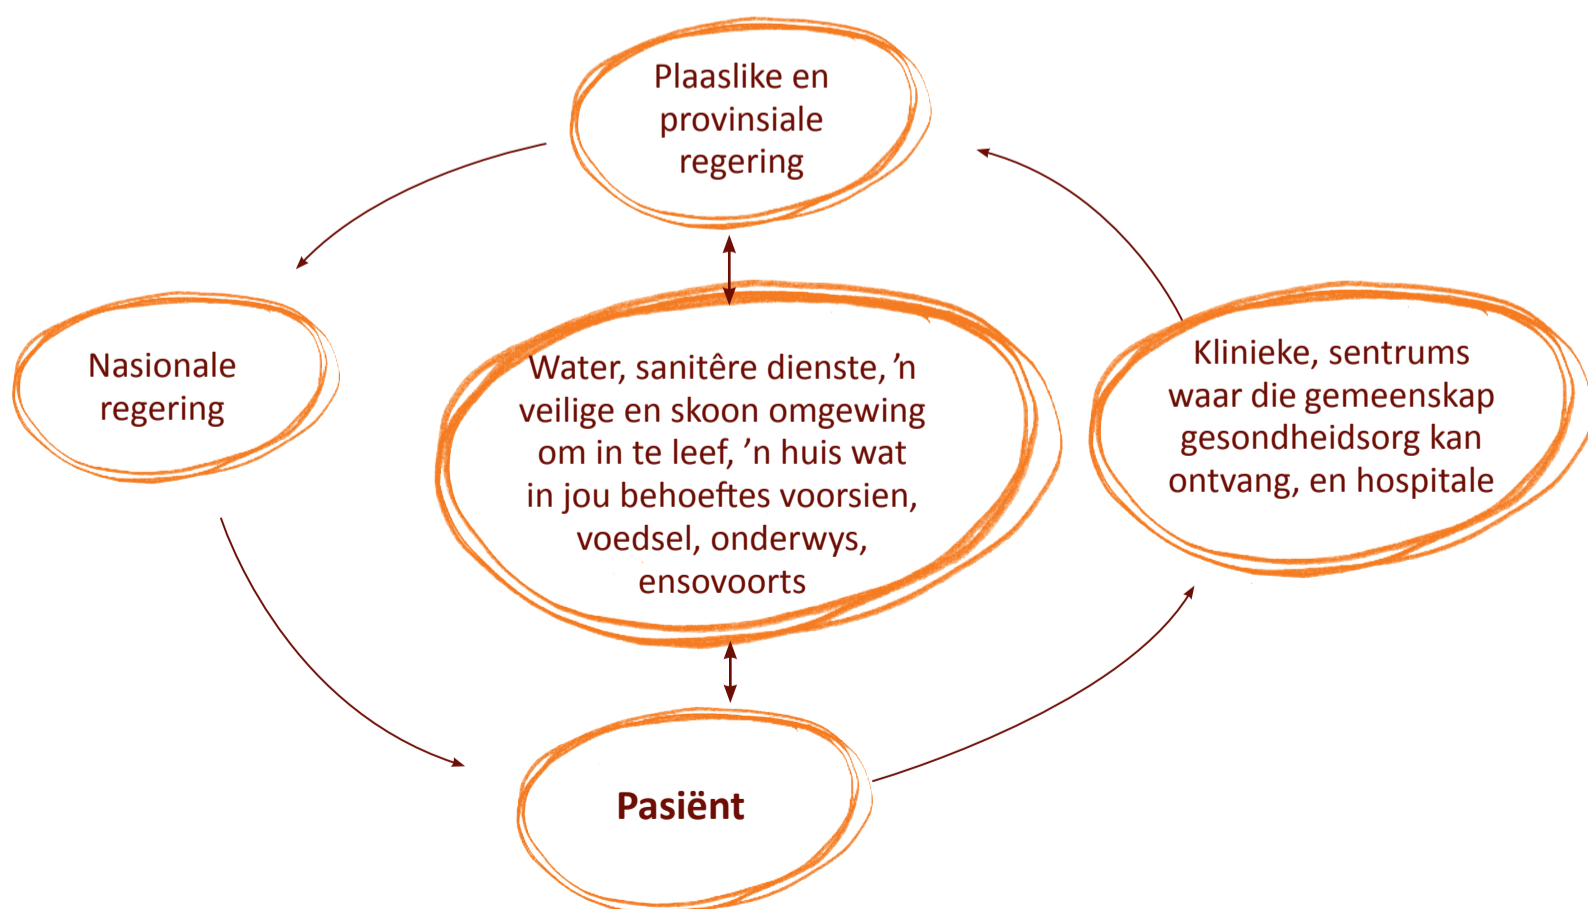 Plaaslike en
provinsiale
regering
Nasionale
regering
Water, sanitêre dienste, ’n
veilige en skoon omgewing
om in te leef, ’n huis wat
in jou behoeftes voorsien,
voedsel, onderwys,
ensovoorts
Klinieke, sentrums
waar die gemeenskap
gesondheidsorg kan
ontvang, en hospitale
Pasiënt